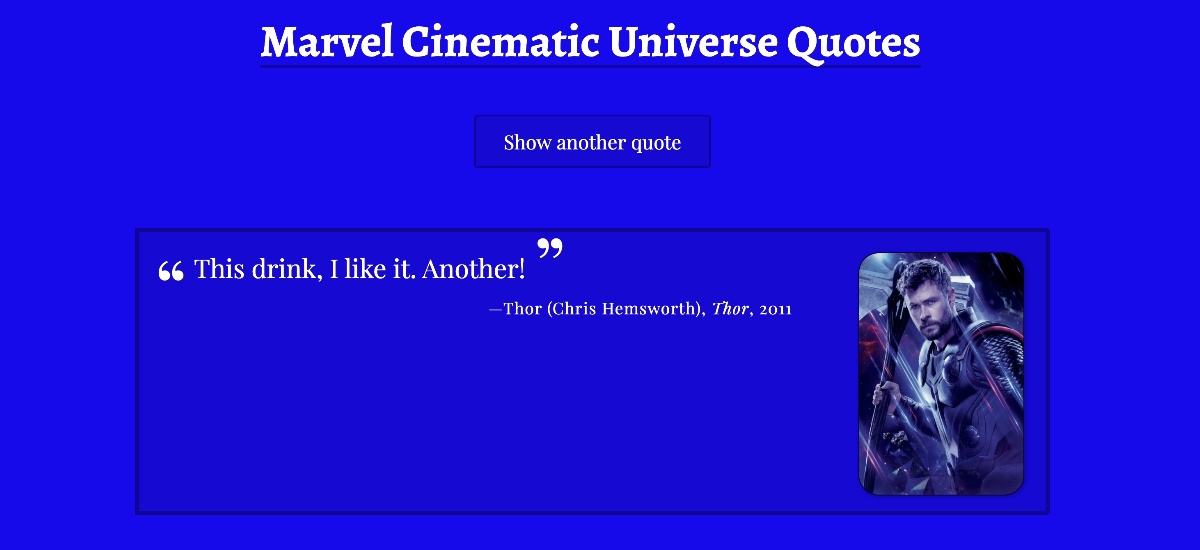 Marvel Cinematic Universe Quotes
Show another quote
“ This drink, I like it. Another! ”
—Thor (Chris Hemsworth), Thor, 2011